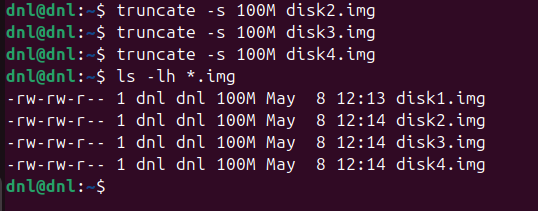 dnl@dnl:~$ truncate -s 100M disk2.img
dnl@dnl:~$ truncate -s 100M disk3.img
dnl@dnl:~$ truncate -s 100M disk4.img
dnl@dnl:~$ ls -lh *.img
-rw-rw-r-- 1 dnl dnl 100M May  8 12:13 disk1.img
-rw-rw-r-- 1 dnl dnl 100M May  8 12:14 disk2.img
-rw-rw-r-- 1 dnl dnl 100M May  8 12:14 disk3.img
-rw-rw-r-- 1 dnl dnl 100M May  8 12:14 disk4.img
dnl@dnl:~$